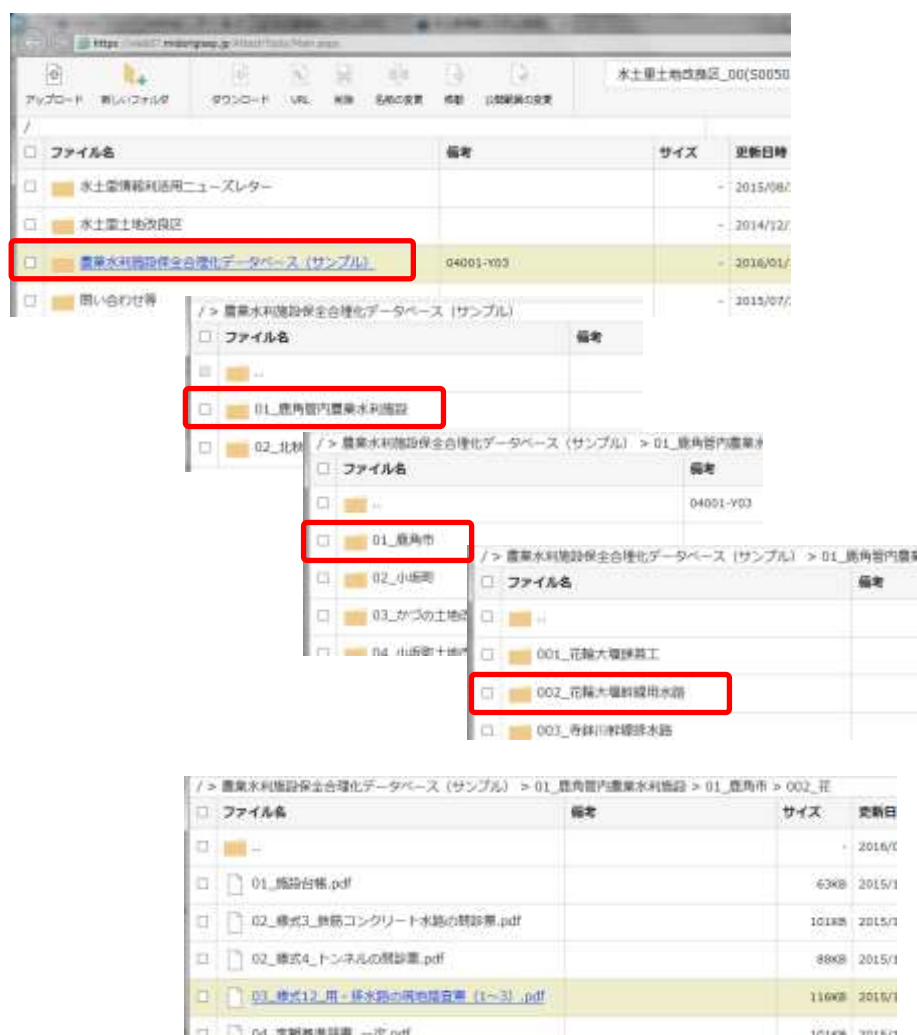 https
アップロード 新しいフォルダ ダウンロード URL 削除 名前の変更 移動 公開範囲の変更 水土里土地改良区_00(S0050
/
ファイル名 備考 サイズ 更新日時
水土里情報利活用ニューズレター - 2015/08/
水土里土地改良区 - 2014/12/
農業水利施設保全合理化データベース（サンプル） 04001-Y03 - 2016/01/
問い合わせ等 - 2015/07/
/ > 農業水利施設保全合理化データベース（サンプル）
ファイル名 備考
..
01_鹿角管内農業水利施設
02_北秋
/ > 農業水利施設保全合理化データベース（サンプル） > 01_鹿角管内農業水
ファイル名 備考
.. 04001-Y03
01_鹿角市
02_小坂町
03_かづの土地改
04_小坂町土地改
/ > 農業水利施設保全合理化データベース（サンプル） > 01_鹿角管内農業
ファイル名 備考
..
001_花輪大堰頭首工
002_花輪大堰幹線用水路
003_寺鉢川幹線排水路
/ > 農業水利施設保全合理化データベース（サンプル） > 01_鹿角管内農業水利施設 > 01_鹿角市 > 002_花
ファイル名 備考 サイズ 更新日
.. - 2016/0
01_施設台帳.pdf 63KB 2015/1
02_様式3_鉄筋コンクリート水路の問診票.pdf 101KB 2015/1
02_様式4_トンネルの問診票.pdf 88KB 2015/1
03_様式12_用・排水路の現地踏査票（1～3）.pdf 116KB 2015/1
101KB 2015/1